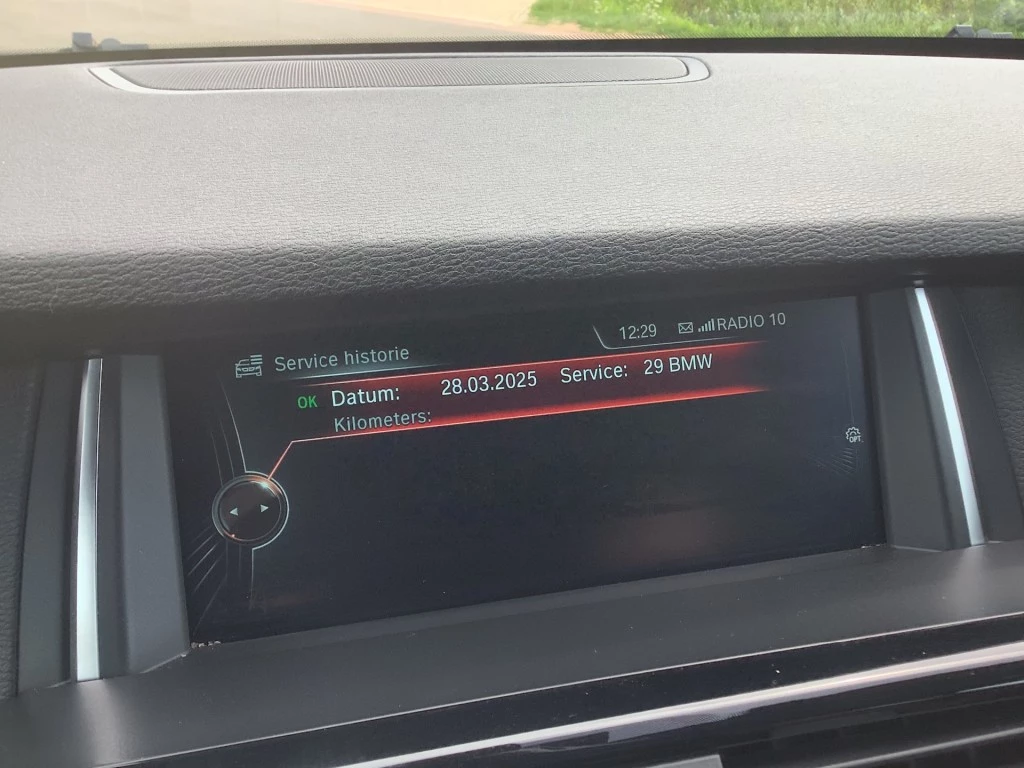 12:29 RADIO 10
Service historie
OK Datum: 28.03.2025 Service: 29 BMW
Kilometers:
OPT